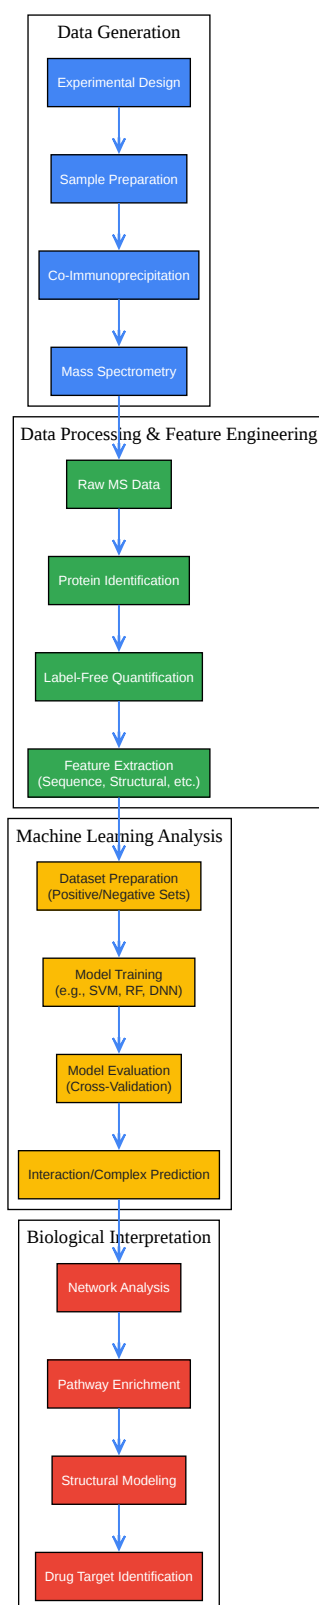 Data Generation
Experimental Design
Sample Preparation
Co-Immunoprecipitation
Mass Spectrometry
Data Processing & Feature Engineering
Raw MS Data
Protein Identification
Label-Free Quantification
Feature Extraction
(Sequence, Structural, etc.)
Machine Learning Analysis
Dataset Preparation
(Positive/Negative Sets)
Model Training
(e.g., SVM, RF, DNN)
Model Evaluation
(Cross-Validation)
Interaction/Complex Prediction
Biological Interpretation
Network Analysis
Pathway Enrichment
Structural Modeling
Drug Target Identification